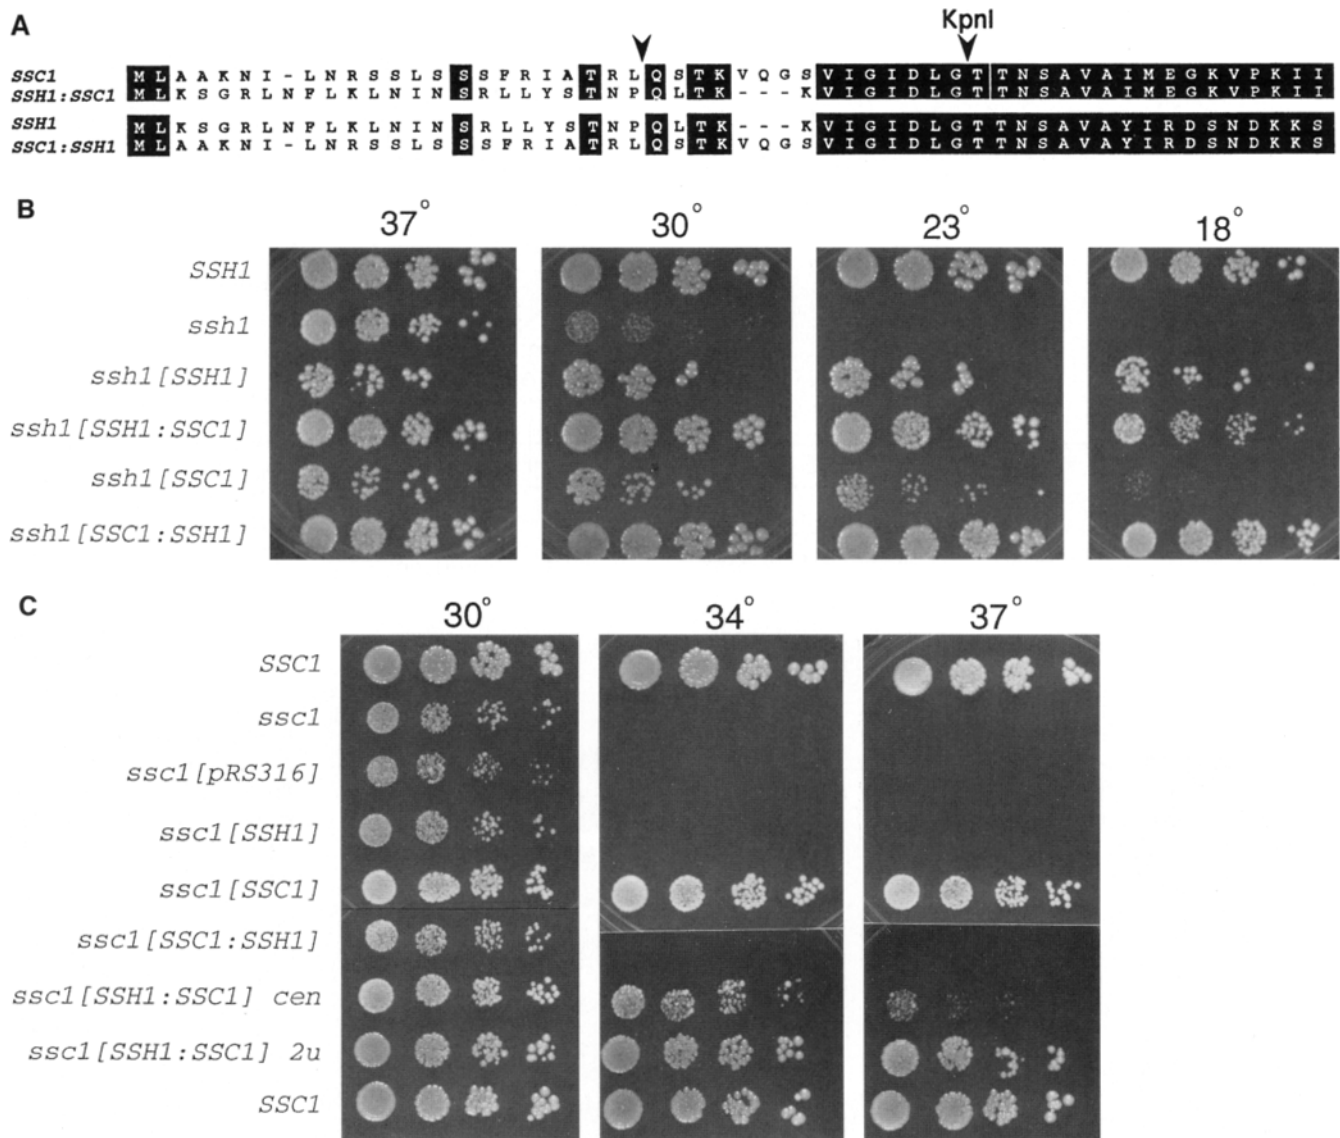 A
KpnI
SSC1 M L A A K N I - L N R S S L S S S F R I A T R L Q S T K V Q G S V I G I D L G T T N S A V A I M E G K V P K I I
SSH1:SSC1 M L K S G R L N F L K L N I N S R L L Y S T N P Q L T K - - - K V I G I D L G T T N S A V A I M E G K V P K I I
SSH1 M L K S G R L N F L K L N I N S R L L Y S T N P Q L T K - - - K V I G I D L G T T N S A V A Y I R D S N D K K S
SSC1:SSH1 M L A A K N I - L N R S S L S S S F R I A T R L Q S T K V Q G S V I G I D L G T T N S A V A Y I R D S N D K K S
B
37° 30° 23° 18°
SSH1
ssh1
ssh1[SSH1]
ssh1[SSH1:SSC1]
ssh1[SSC1]
ssh1[SSC1:SSH1]
C
30° 34° 37°
SSC1
ssc1
ssc1[pRS316]
ssc1[SSH1]
ssc1[SSC1]
ssc1[SSC1:SSH1]
ssc1[SSH1:SSC1] cen
ssc1[SSH1:SSC1] 2u
SSC1